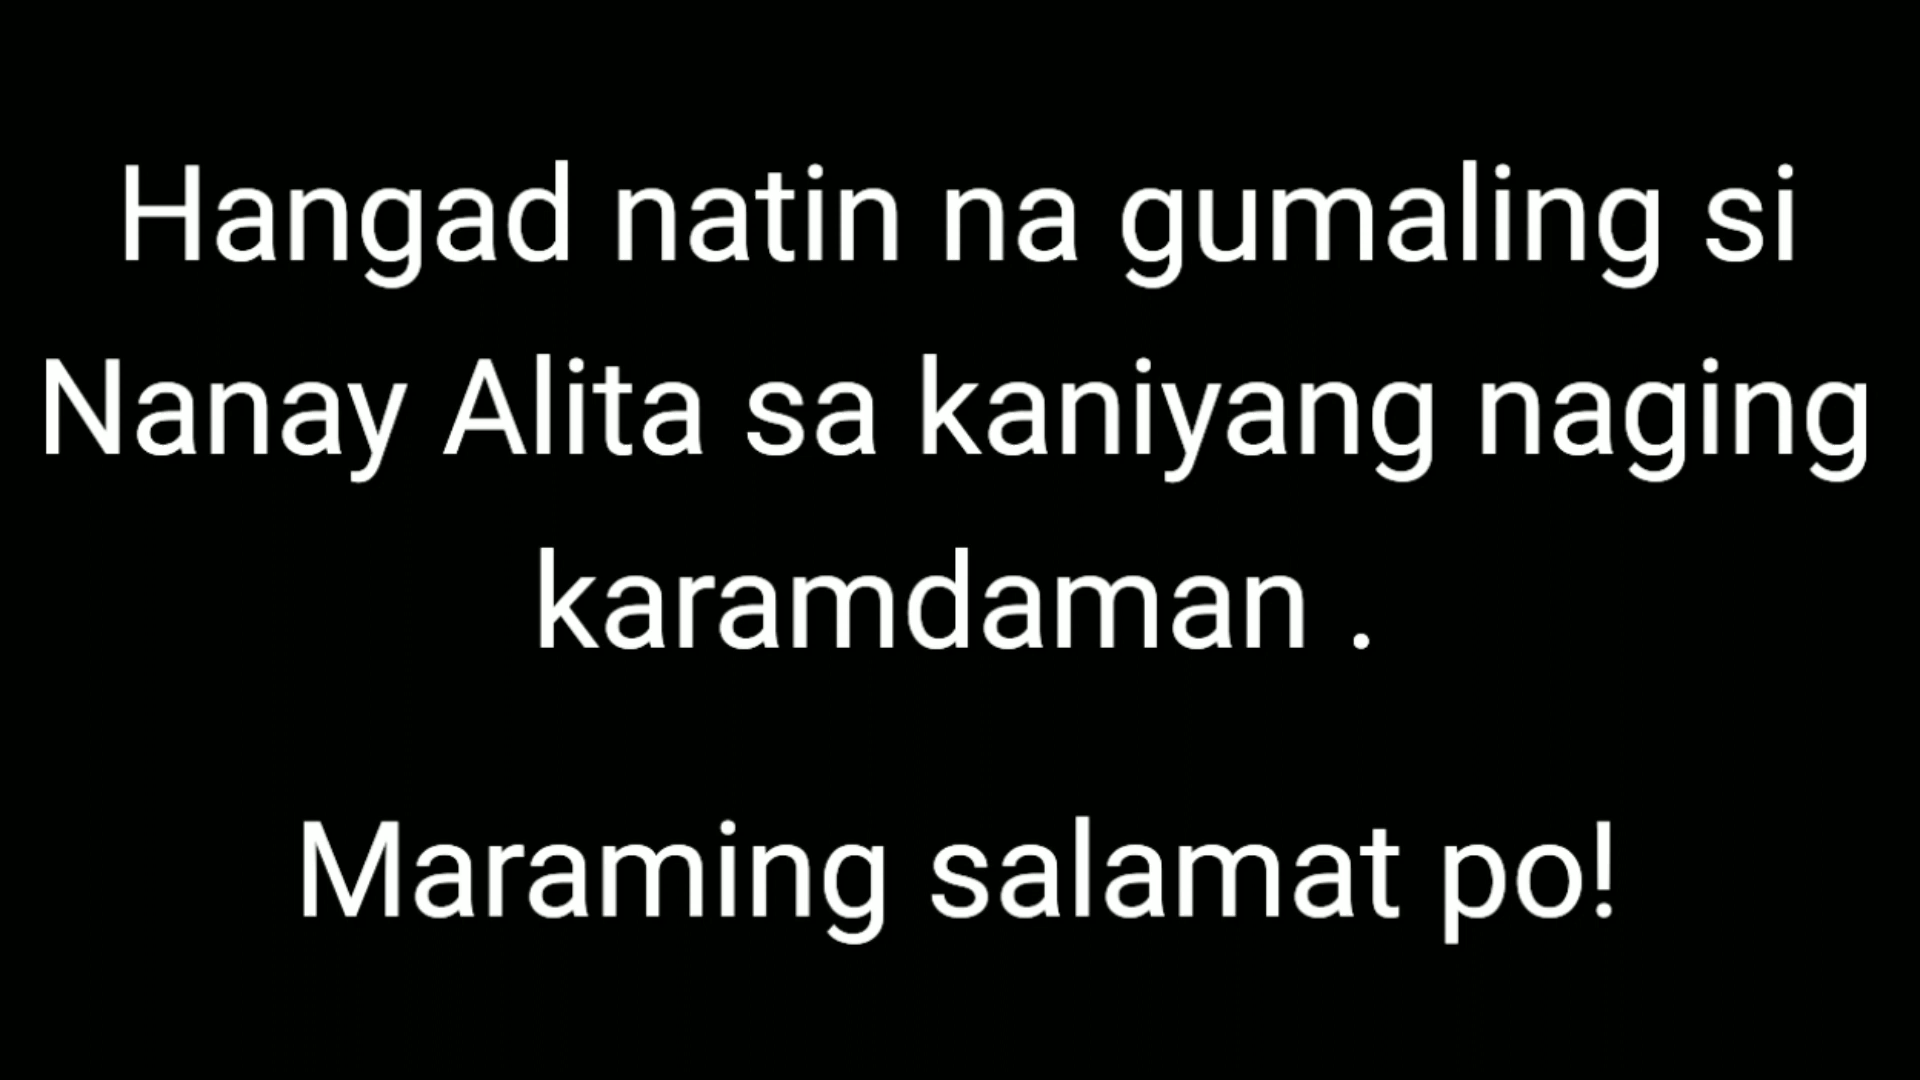 Hangad natin na gumaling si
Nanay Alita sa kaniyang naging
karamdaman .
Maraming salamat po!